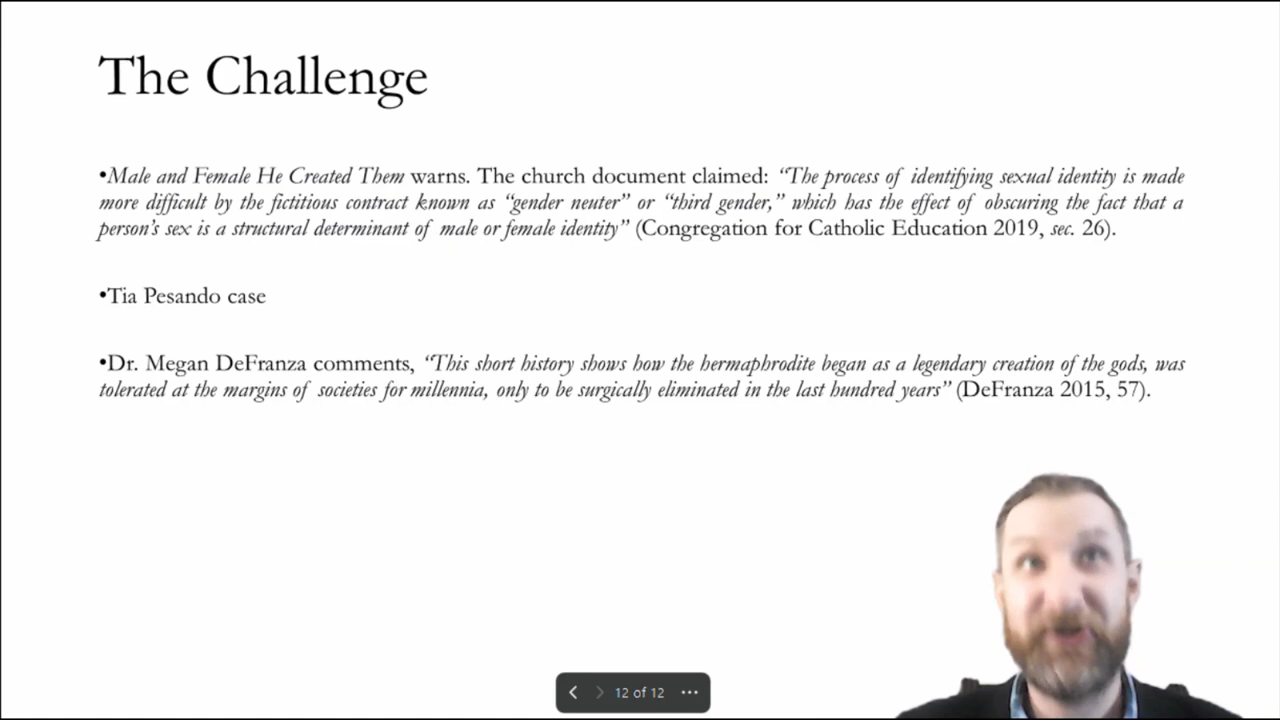 The Challenge
•Male and Female He Created Them warns. The church document claimed: “The process of identifying sexual identity is made
more difficult by the fictitious contract known as “gender neuter” or “third gender,” which has the effect of obscuring the fact that a
person’s sex is a structural determinant of male or female identity” (Congregation for Catholic Education 2019, sec. 26).
•Tia Pesando case
•Dr. Megan DeFranza comments, “This short history shows how the hermaphrodite began as a legendary creation of the gods, was
tolerated at the margins of societies for millennia, only to be surgically eliminated in the last hundred years” (DeFranza 2015, 57).
12 of 12